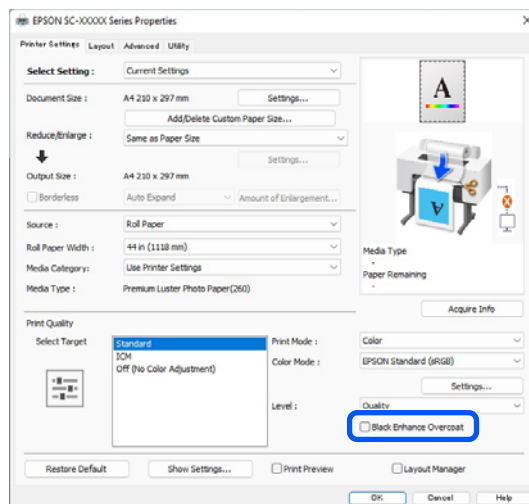 EPSON SC-XXXXX Series Properties
Printer Settings Layout Advanced Utility
Select Setting : Current Settings
Document Size : A4 210 x 297 mm Settings...
Add/Delete Custom Paper Size...
Reduce/Enlarge : Same as Paper Size
Settings...
Output Size : A4 210 x 297 mm
Borderless Auto Expand Amount of Enlargement...
Source : Roll Paper
Roll Paper Width : 44 in (1118 mm)
Media Category: Use Printer Settings
Media Type : Premium Luster Photo Paper(260)
A
A
Media Type
-
Paper Remaining
-
Acquire Info
Print Quality
Select Target
Standard
ICM
Off (No Color Adjustment)
Print Mode : Color
Color Mode : EPSON Standard (sRGB)
Settings...
Level : Quality
Black Enhance Overcoat
Restore Default Show Settings... Print Preview Layout Manager
OK Cancel Help